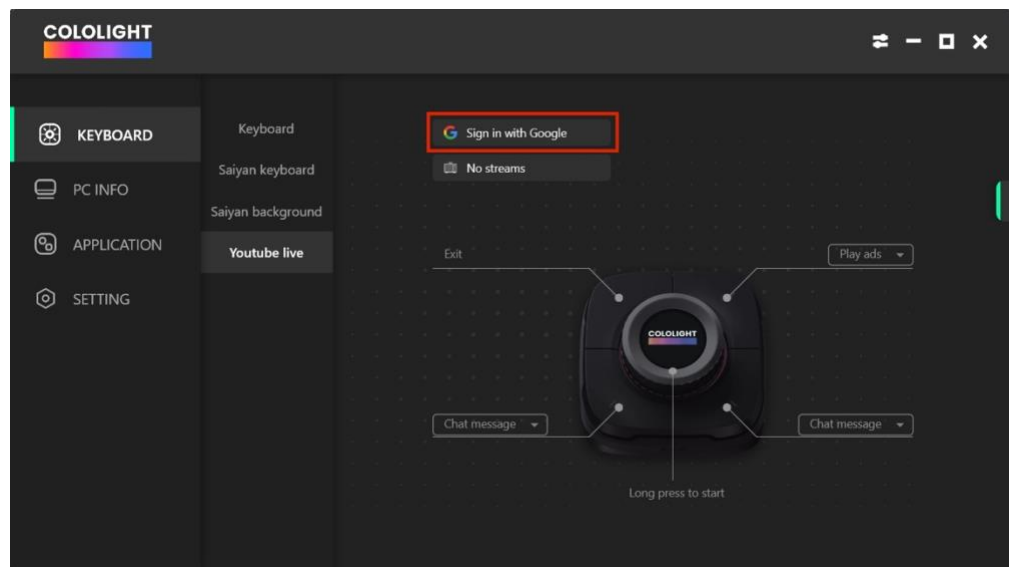 COLOLIGHT
KEYBOARD
PC INFO
APPLICATION
SETTING
Keyboard
Saiyan keyboard
Saiyan background
Youtube live
Sign in with Google
No streams
Exit
Play ads
COLOLIGHT
Chat message
Chat message
Long press to start